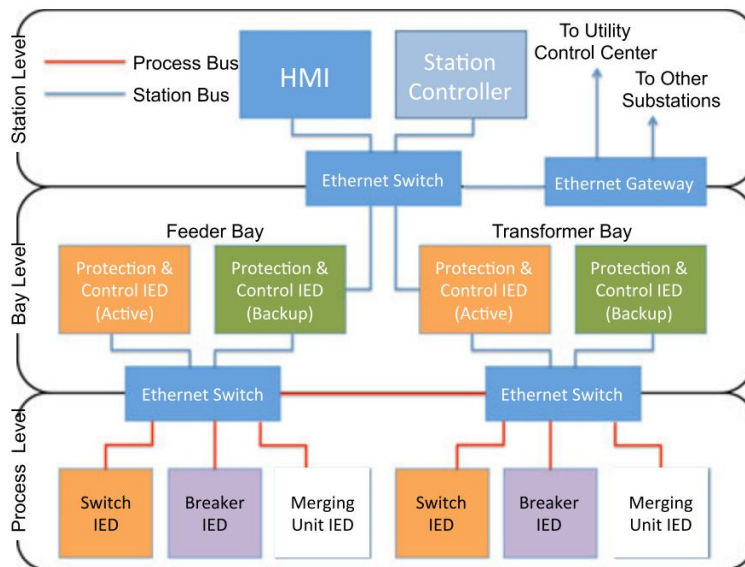 Station Level
Process Bus
Station Bus
HMI
Station
Controller
To Utility
Control Center
To Other
Substations
Ethernet Switch
Ethernet Gateway
Bay Level
Feeder Bay
Transformer Bay
Protection &
Control IED
(Active)
Protection &
Control IED
(Backup)
Protection &
Control IED
(Active)
Protection &
Control IED
(Backup)
Ethernet Switch
Ethernet Switch
Process Level
Switch
IED
Breaker
IED
Merging
Unit IED
Switch
IED
Breaker
IED
Merging
Unit IED